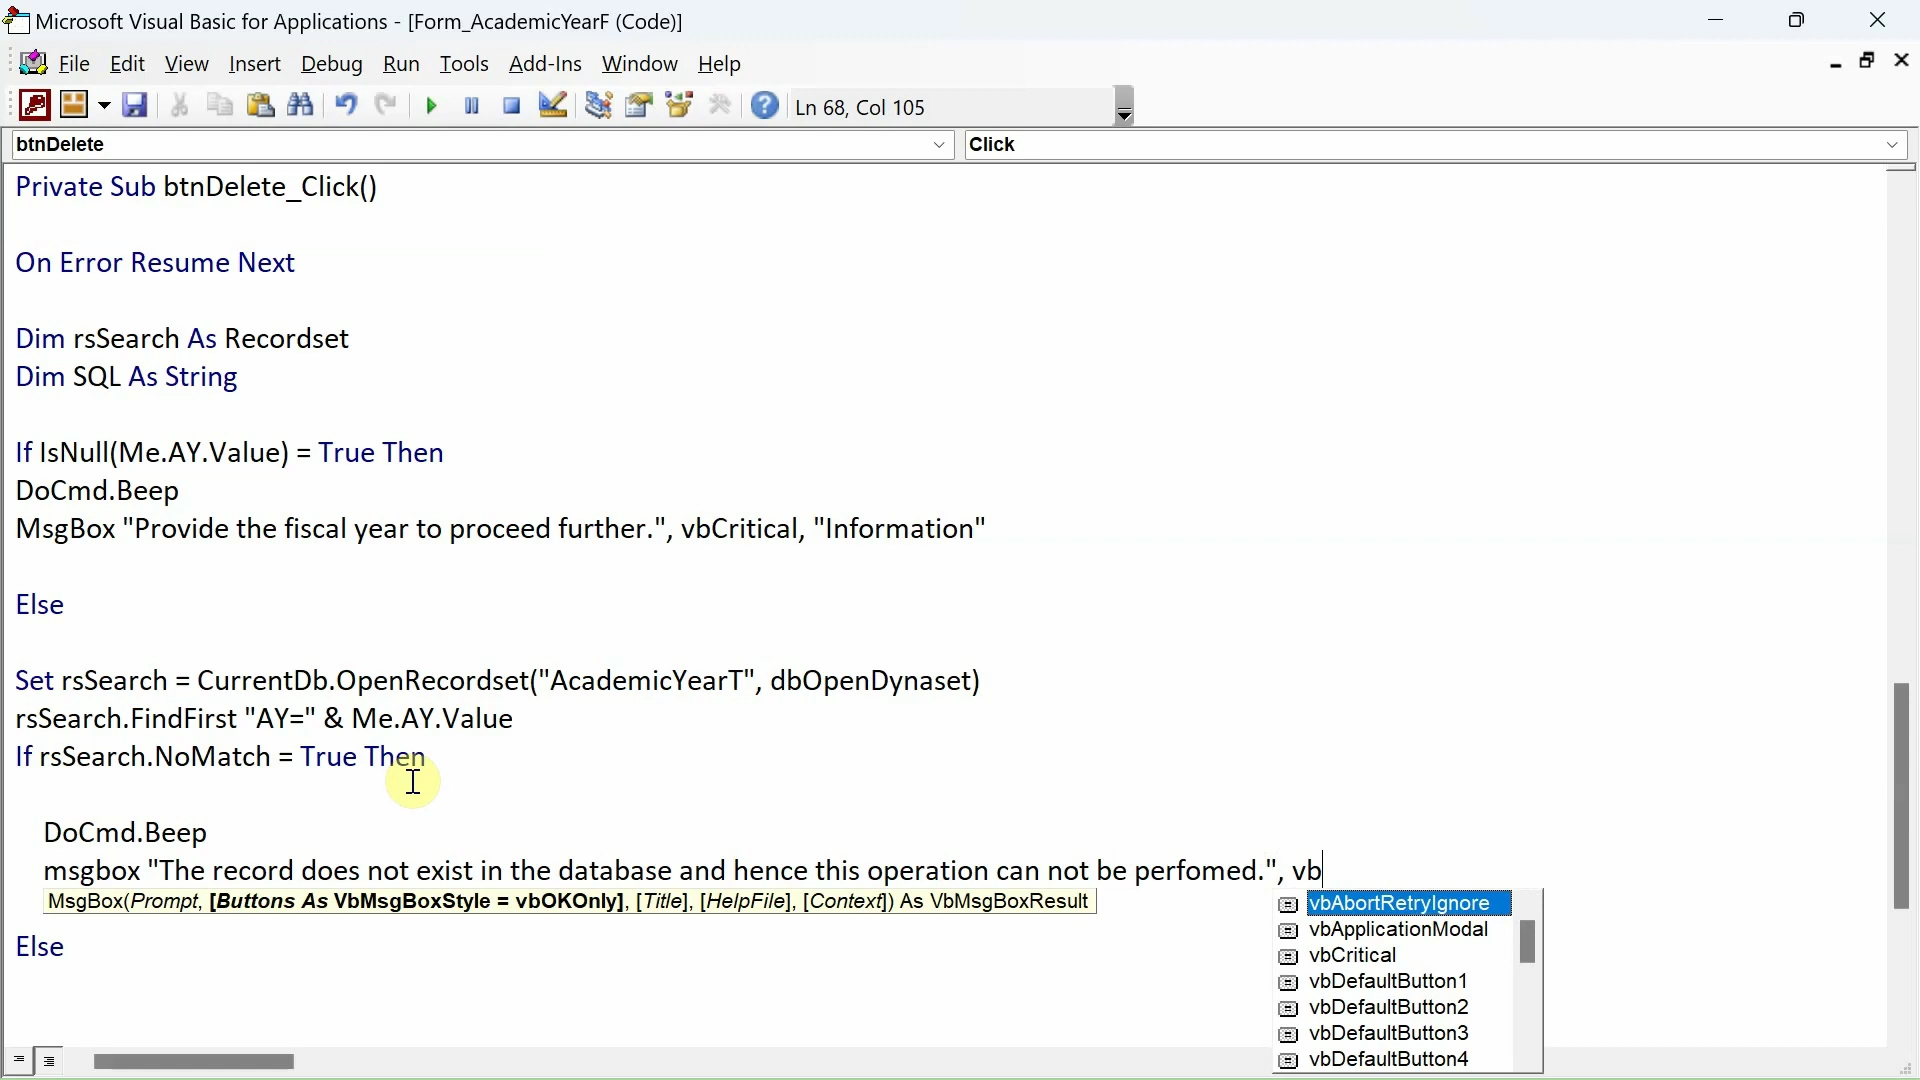 Microsoft Visual Basic for Applications - [Form_AcademicYearF (Code)]
File Edit View Insert Debug Run Tools Add-Ins Window Help
Ln 68, Col 105
btnDelete Click
Private Sub btnDelete_Click()
On Error Resume Next
Dim rsSearch As Recordset
Dim SQL As String
If IsNull(Me.AY.Value) = True Then
DoCmd.Beep
MsgBox "Provide the fiscal year to proceed further.", vbCritical, "Information"
Else
Set rsSearch = CurrentDb.OpenRecordset("AcademicYearT", dbOpenDynaset)
rsSearch.FindFirst "AY=" & Me.AY.Value
If rsSearch.NoMatch = True Then
DoCmd.Beep
msgbox "The record does not exist in the database and hence this operation can not be perfomed.", vb
MsgBox(Prompt, [Buttons As VbMsgBoxStyle = vbOKOnly], [Title], [HelpFile], [Context]) As VbMsgBoxResult
Else
vbAbortRetryIgnore
vbApplicationModal
vbCritical
vbDefaultButton1
vbDefaultButton2
vbDefaultButton3
vbDefaultButton4